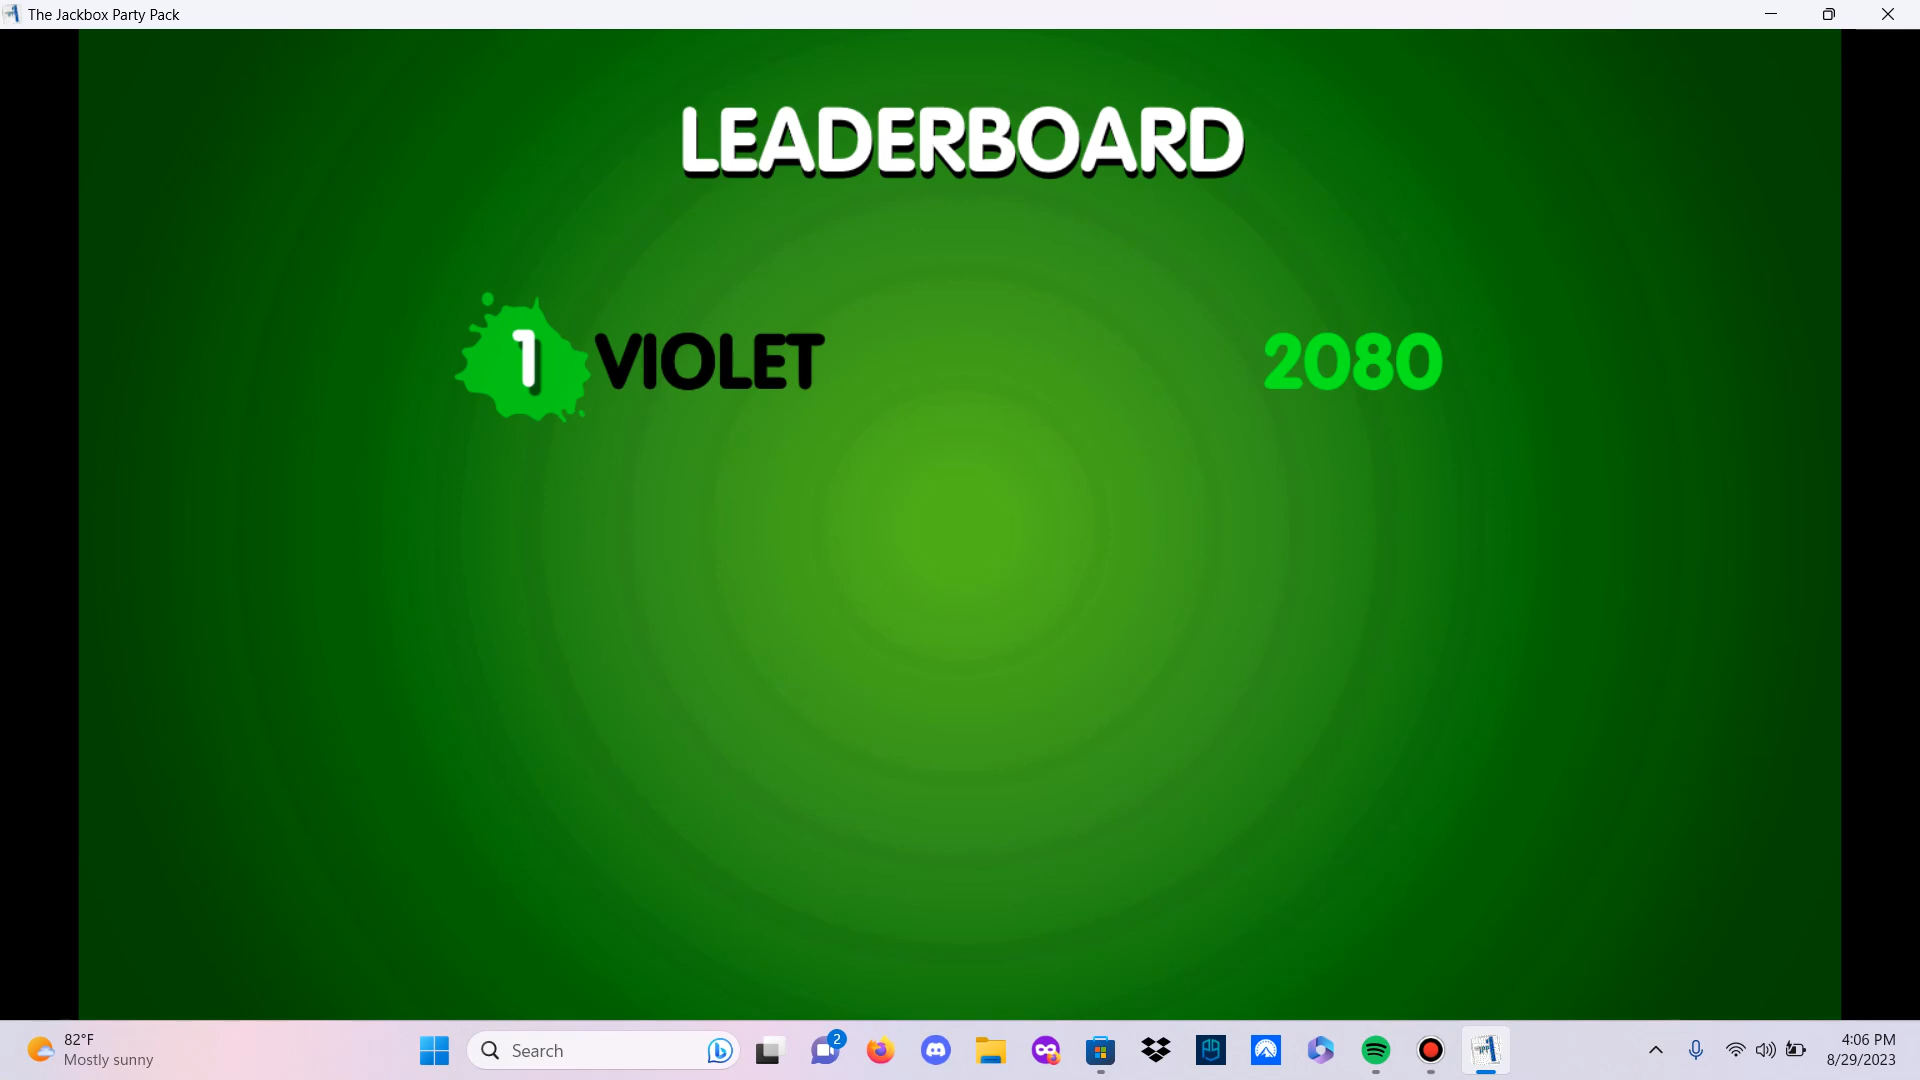 The Jackbox Party Pack
LEADERBOARD
1 VIOLET 2080
82°F
Mostly sunny
Search
2
4:06 PM
8/29/2023